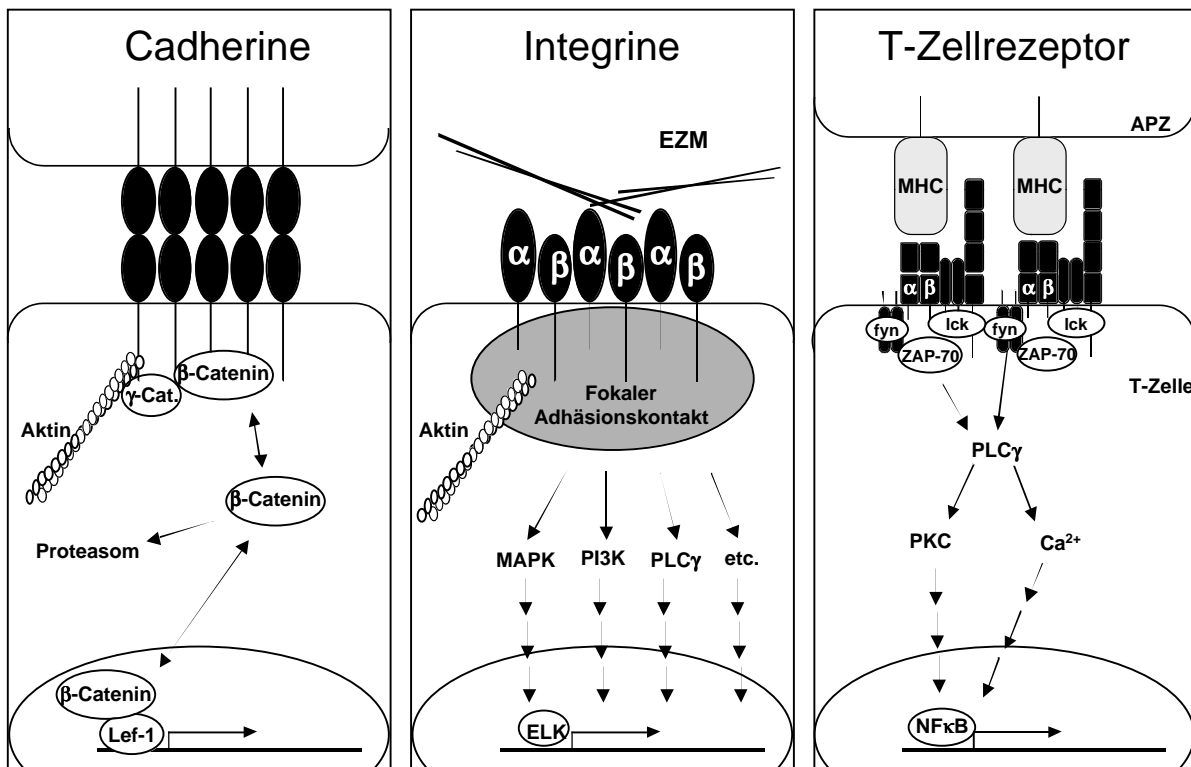 Cadherine
β-Catenin
γ-Cat.
Aktin
β-Catenin
Proteasom
β-Catenin
Lef-1
Integrine
EZM
α β α β α β
Fokaler
Adhäsionskontakt
Aktin
MAPK PI3K PLCγ etc.
ELK
T-Zellrezeptor
APZ
MHC MHC
α β α β
fyn lck fyn lck
ZAP-70 ZAP-70
T-Zelle
PLCγ
PKC Ca²⁺
NFκB